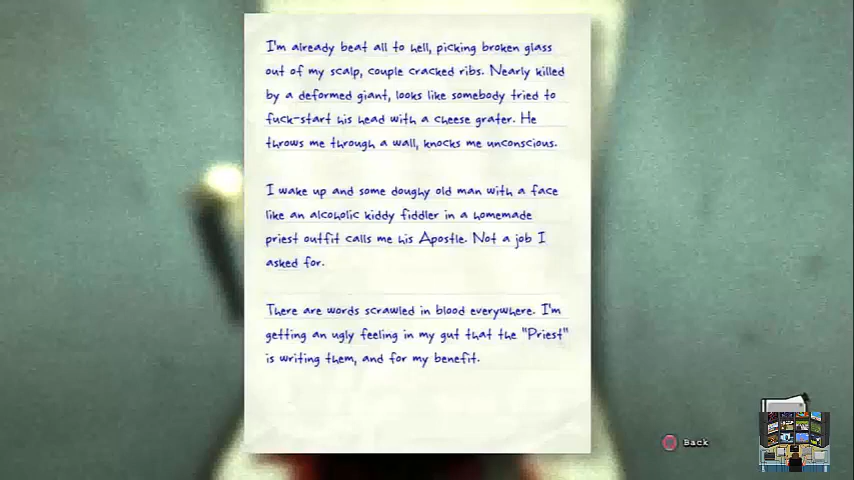 I'm already beat all to hell, picking broken glass
out of my scalp, couple cracked ribs. Nearly killed
by a deformed giant, looks like somebody tried to
fuck-start his head with a cheese grater. He
throws me through a wall, knocks me unconscious.
I wake up and some doughy old man with a face
like an alcoholic kiddy fiddler in a homemade
priest outfit calls me his Apostle. Not a job I
asked for.
There are words scrawled in blood everywhere. I'm
getting an ugly feeling in my gut that the "Priest"
is writing them, and for my benefit.
Back